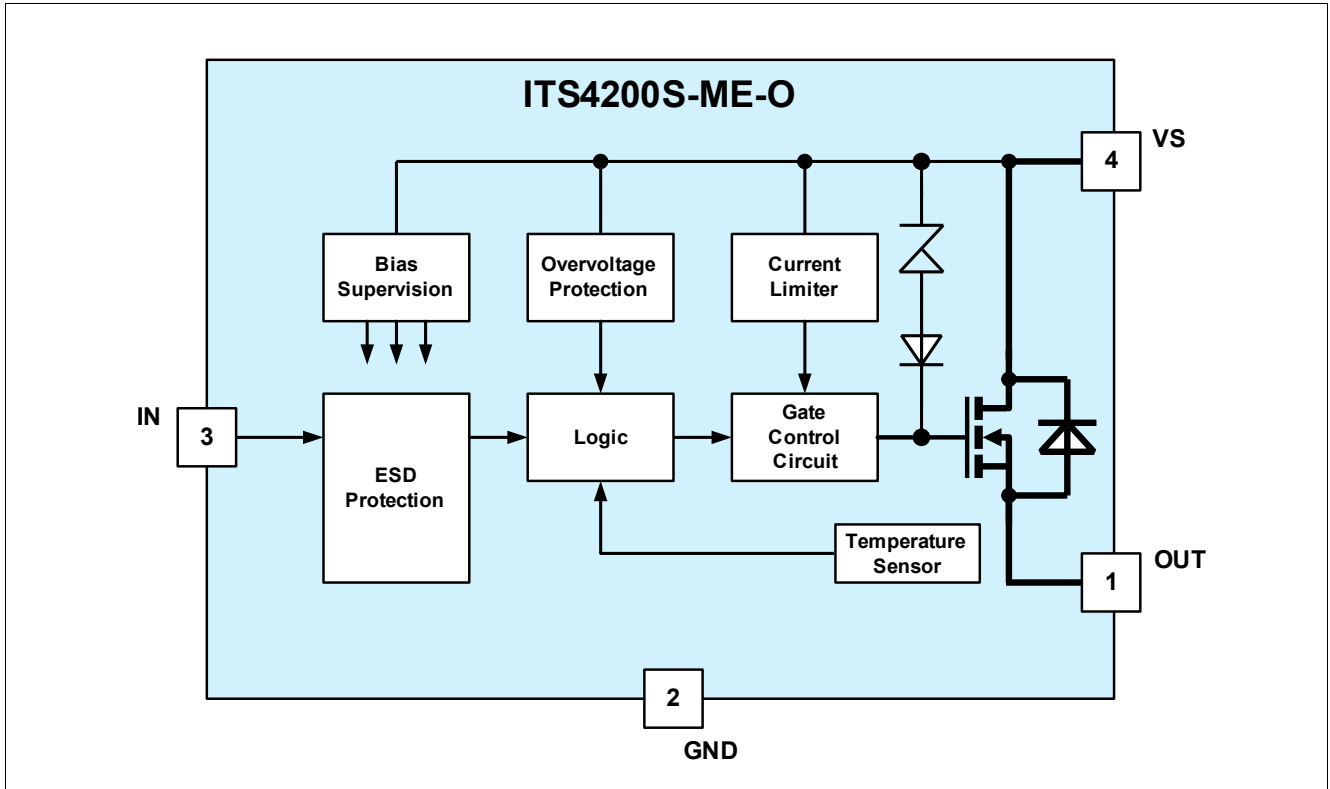 ITS4200S-ME-O
4
VS
Bias
Supervision
Overvoltage
Protection
Current
Limiter
IN
3
ESD
Protection
Logic
Gate
Control
Circuit
Temperature
Sensor
1
OUT
2
GND